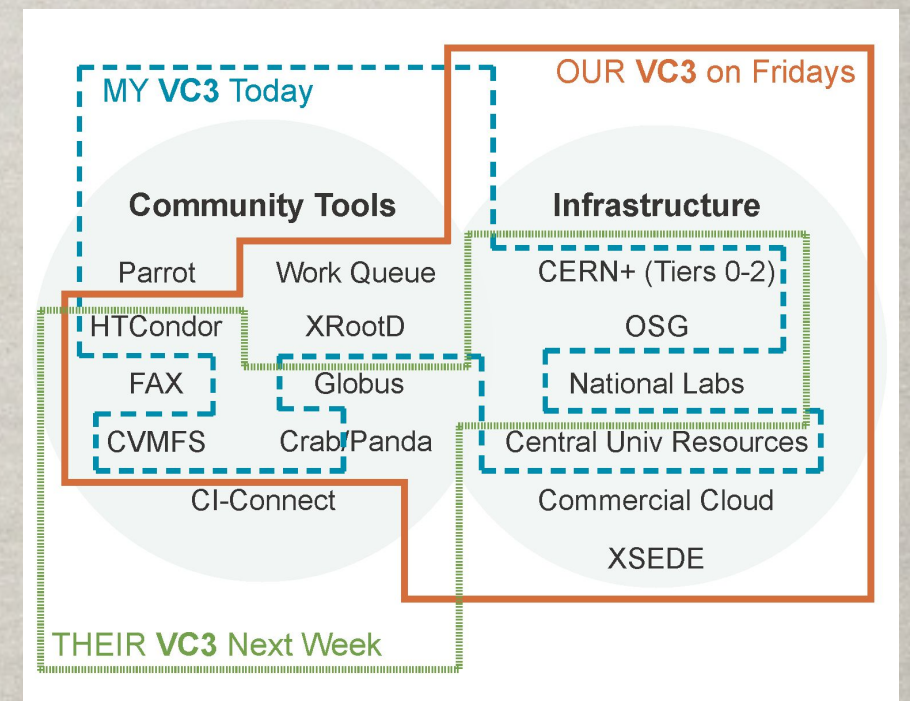 MY VC3 Today
OUR VC3 on Fridays
Community Tools
Infrastructure
Parrot
Work Queue
CERN+ (Tiers 0-2)
HTCondor
XRootD
OSG
FAX
Globus
National Labs
CVMFS
Crab/Panda
Central Univ Resources
CI-Connect
Commercial Cloud
XSEDE
THEIR VC3 Next Week